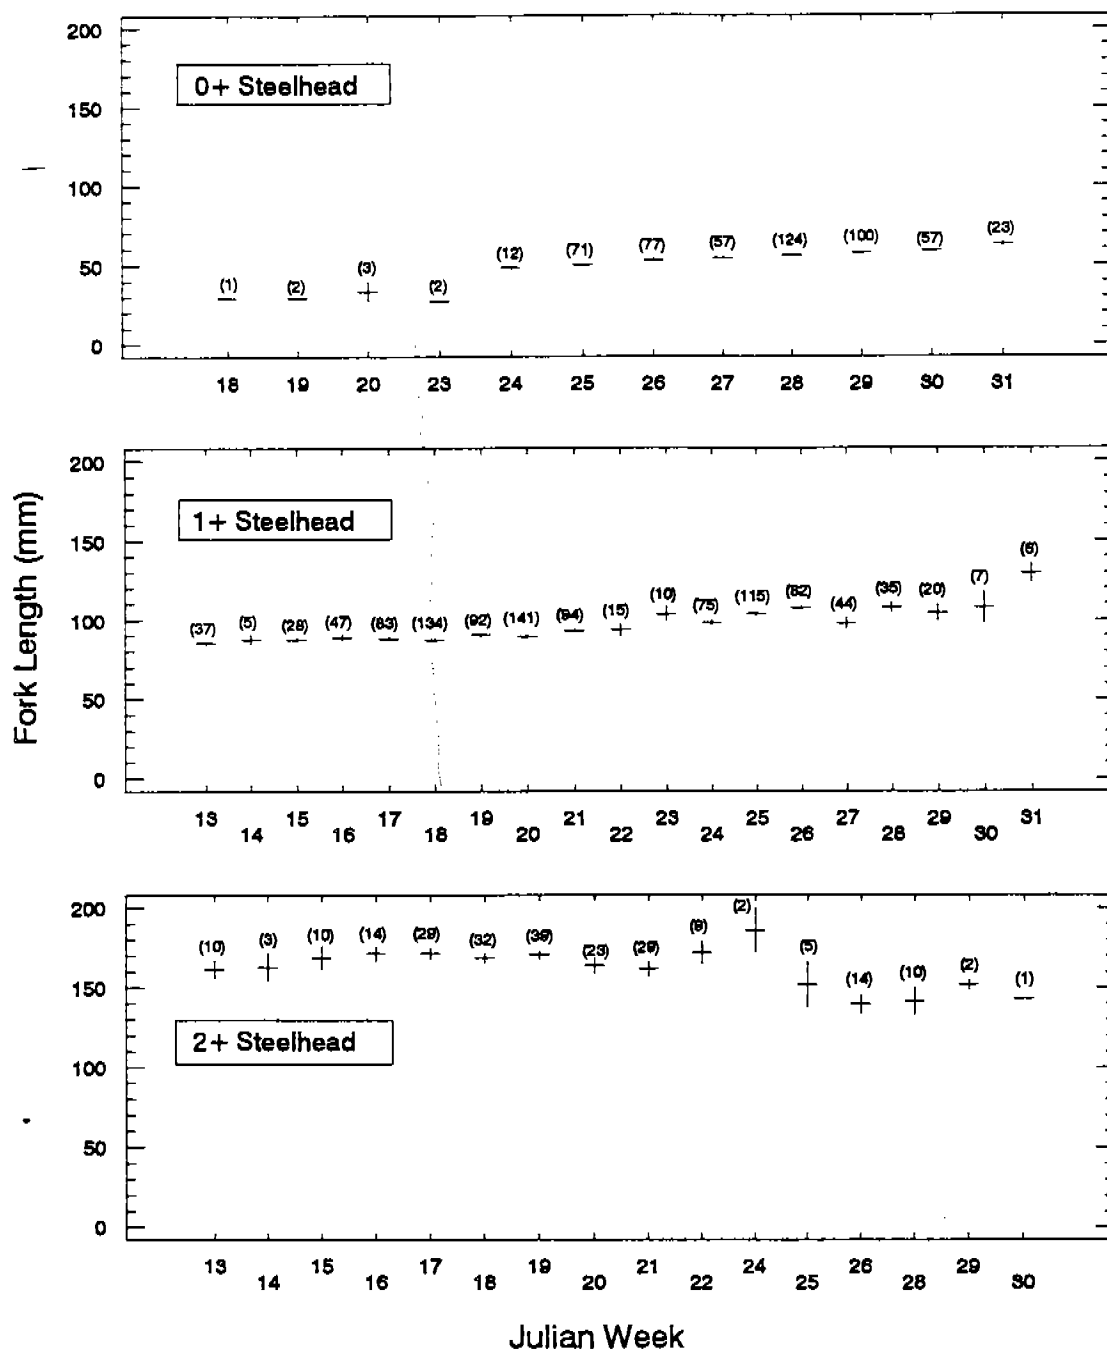 200
0+ Steelhead
150
100
(1) (2) (3) (2) (12) (71) (77) (57) (124) (100) (57) (23)
50
0
18 19 20 23 24 25 26 27 28 29 30 31
Fork Length (mm)
200
1+ Steelhead
150
(37) (5) (28) (47) (83) (134) (92) (141) (94) (15) (10) (75) (115) (82) (44) (35) (20) (7) (6)
100
50
0
13 14 15 16 17 18 19 20 21 22 23 24 25 26 27 28 29 30 31
200
(10) (3) (10) (14) (29) (32) (39) (23) (29) (9) (2) (5) (14) (10) (2) (1)
150
2+ Steelhead
100
50
0
13 14 15 16 17 18 19 20 21 22 24 25 26 28 29 30
Julian Week